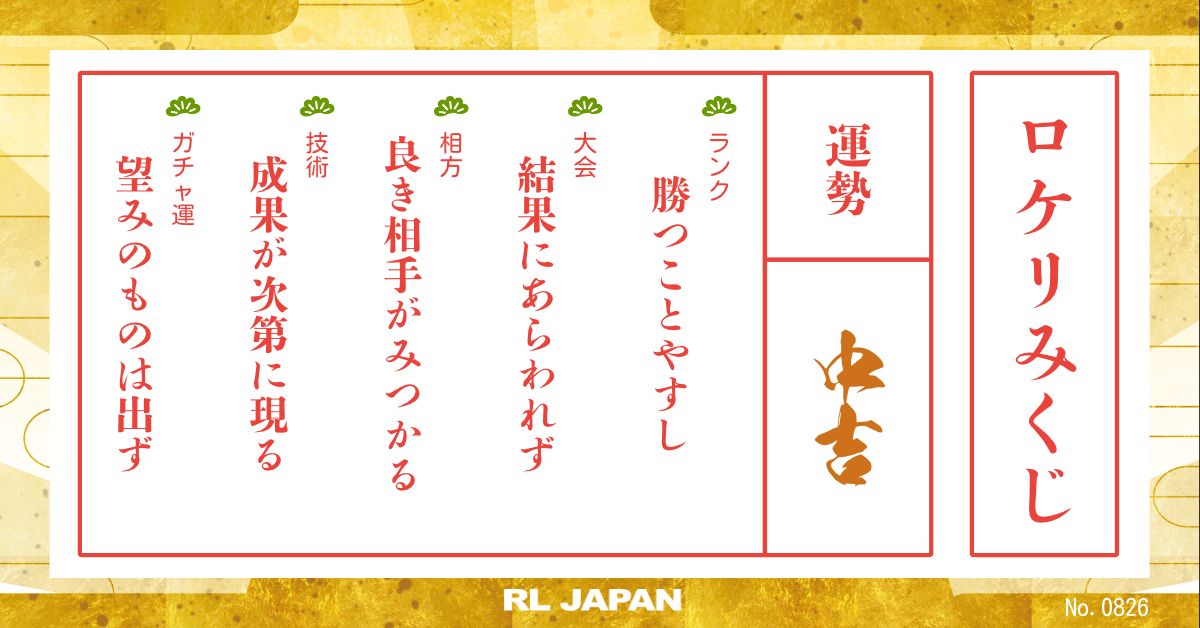 ロケリみくじ
運勢
中吉
ランク
勝つことやすし
大会
結果にあらわれず
相方
良き相手がみつかる
技術
成果が次第に現る
ガチャ運
望みのものは出ず
RL JAPAN
No. 0826